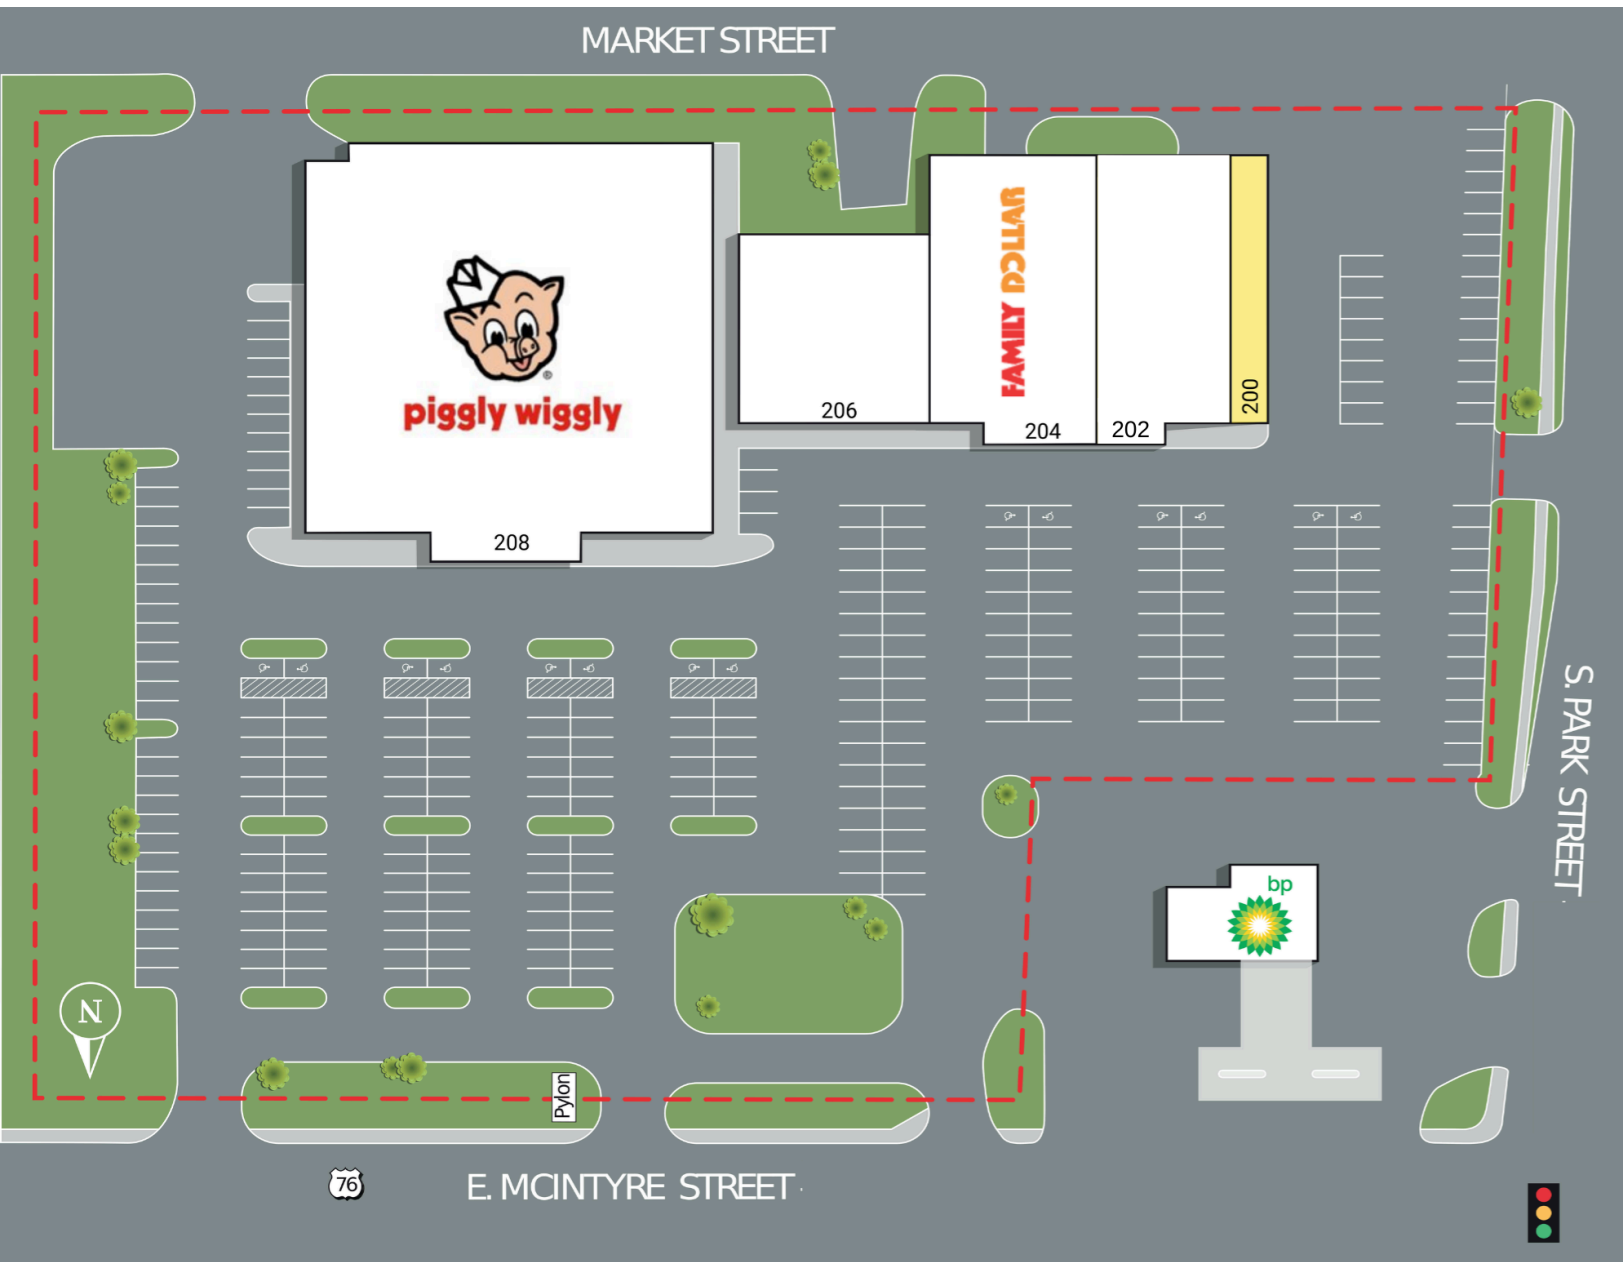 MARKET STREET
FAMILY DOLLAR
piggly wiggly
®
206
204
202
200
208
S. PARK STREET
bp
N
Pylon
76
E. MCINTYRE STREET